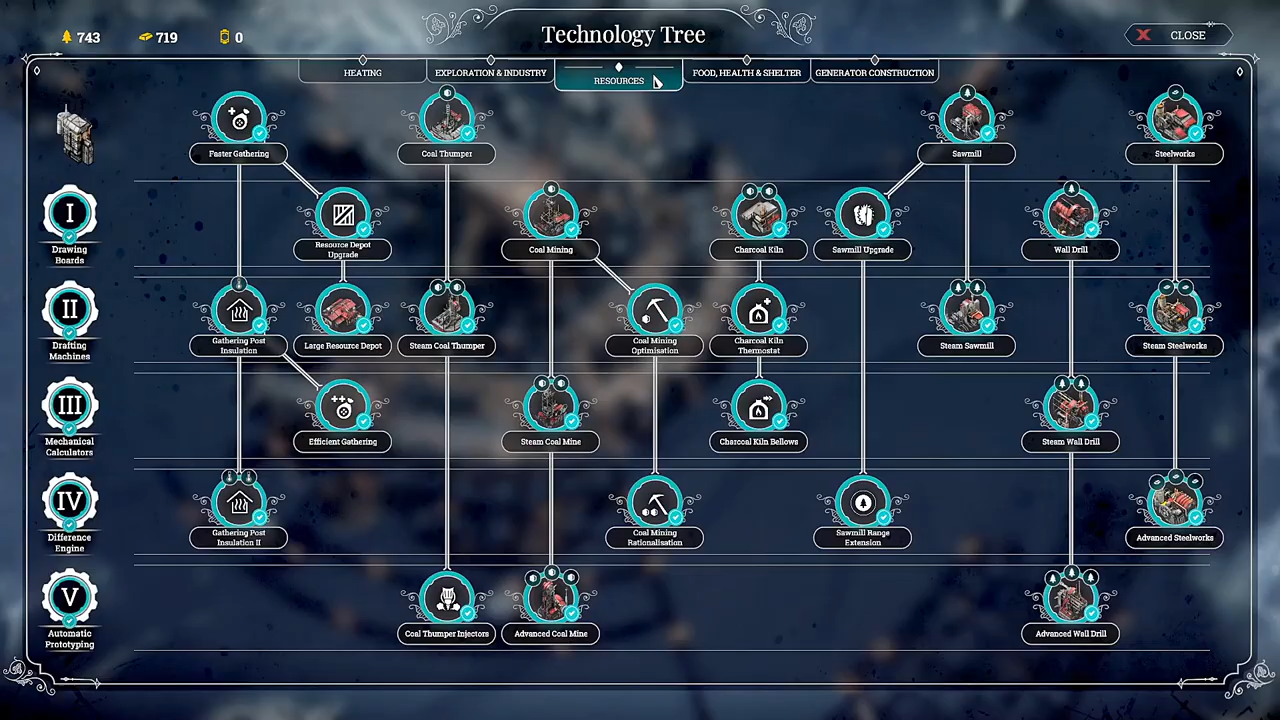 743
719
0
Technology Tree
CLOSE
HEATING
EXPLORATION & INDUSTRY
RESOURCES
FOOD, HEALTH & SHELTER
GENERATOR CONSTRUCTION
Faster Gathering
Coal Thumper
Sawmill
Steelworks
I
Drawing
Boards
Resource Depot
Upgrade
Coal Mining
Charcoal Kiln
Sawmill Upgrade
Wall Drill
II
Drafting
Machines
Gathering Post
Insulation
Large Resource Depot
Steam Coal Thumper
Coal Mining
Optimisation
Charcoal Kiln
Thermostat
Steam Sawmill
Steam Steelworks
III
Mechanical
Calculators
Efficient Gathering
Steam Coal Mine
Charcoal Kiln Bellows
Steam Wall Drill
IV
Difference
Engine
Gathering Post
Insulation II
Coal Mining
Rationalisation
Sawmill Range
Extension
Advanced Steelworks
V
Automatic
Prototyping
Coal Thumper Injectors
Advanced Coal Mine
Advanced Wall Drill